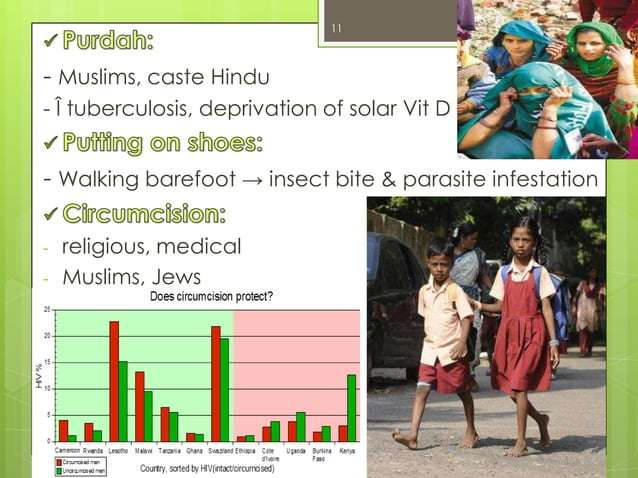 11
✓ Purdah:
- Muslims, caste Hindu
- Î tuberculosis, deprivation of solar Vit D
✓ Putting on shoes:
- Walking barefoot → insect bite & parasite infestation
✓ Circumcision:
- religious, medical
- Muslims, Jews
Does circumcision protect?
HIV %
25
20
15
10
5
0
Cameroon Rwanda Lesotho Malawi Tanzania Ghana Swaziland Ethiopia Cote d'Ivoire Uganda Burkina Faso Kenya
Circumcised men
Uncircumcised men
Country, sorted by HIV(intact/circumcised)